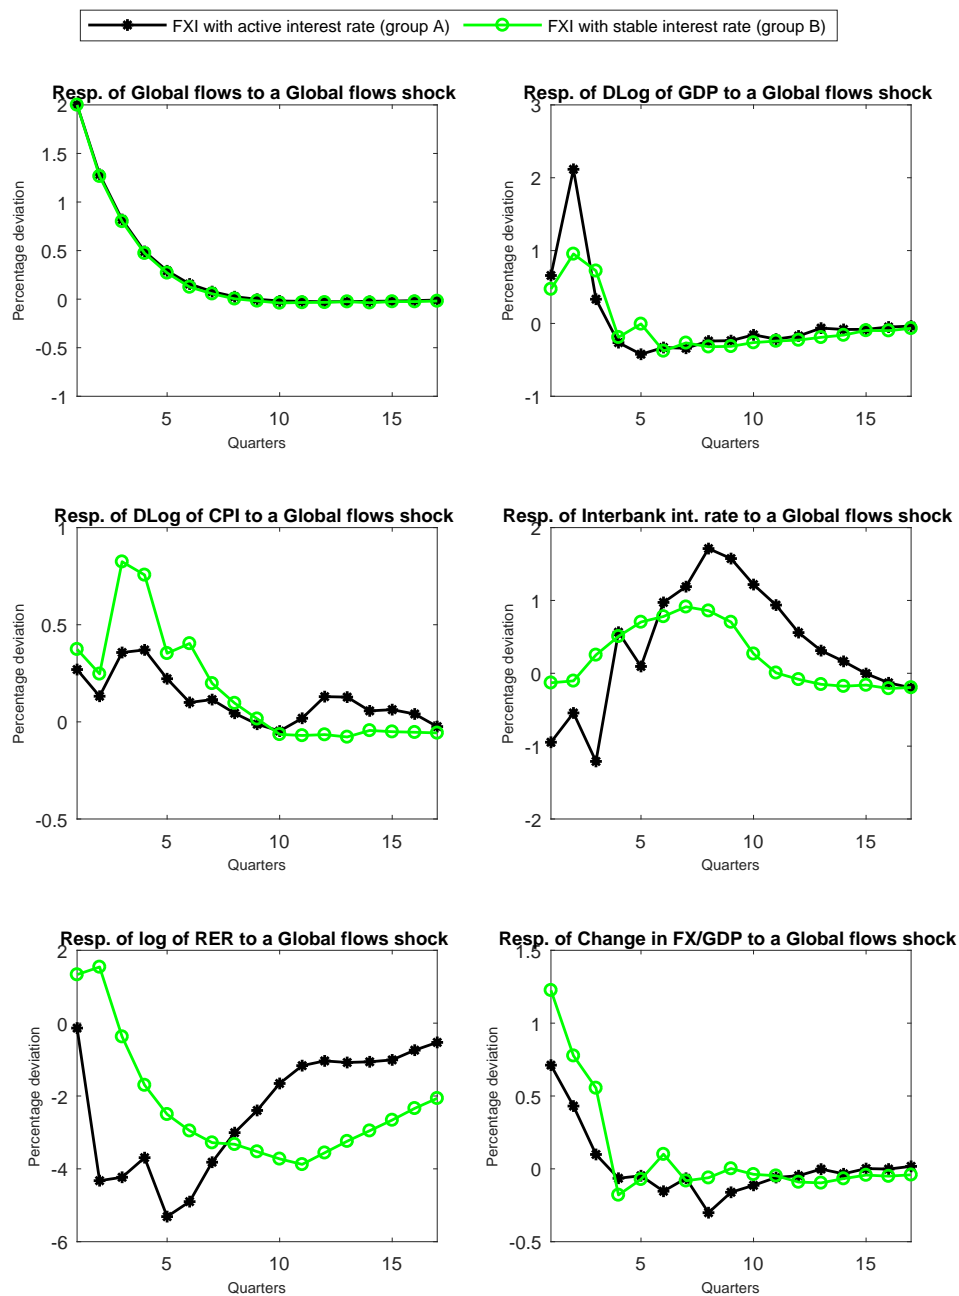 FXI with active interest rate (group A) FXI with stable interest rate (group B)
Resp. of Global flows to a Global flows shock
2
1.5
1
0.5
0
-0.5
-1
Percentage deviation
5 10 15
Quarters
Resp. of DLog of GDP to a Global flows shock
3
2
1
0
-1
Percentage deviation
5 10 15
Quarters
Resp. of DLog of CPI to a Global flows shock
1
0.5
0
-0.5
Percentage deviation
5 10 15
Quarters
Resp. of Interbank int. rate to a Global flows shock
2
1
0
-1
-2
Percentage deviation
5 10 15
Quarters
Resp. of log of RER to a Global flows shock
2
0
-2
-4
-6
Percentage deviation
5 10 15
Quarters
Resp. of Change in FX/GDP to a Global flows shock
1.5
1
0.5
0
-0.5
Percentage deviation
5 10 15
Quarters